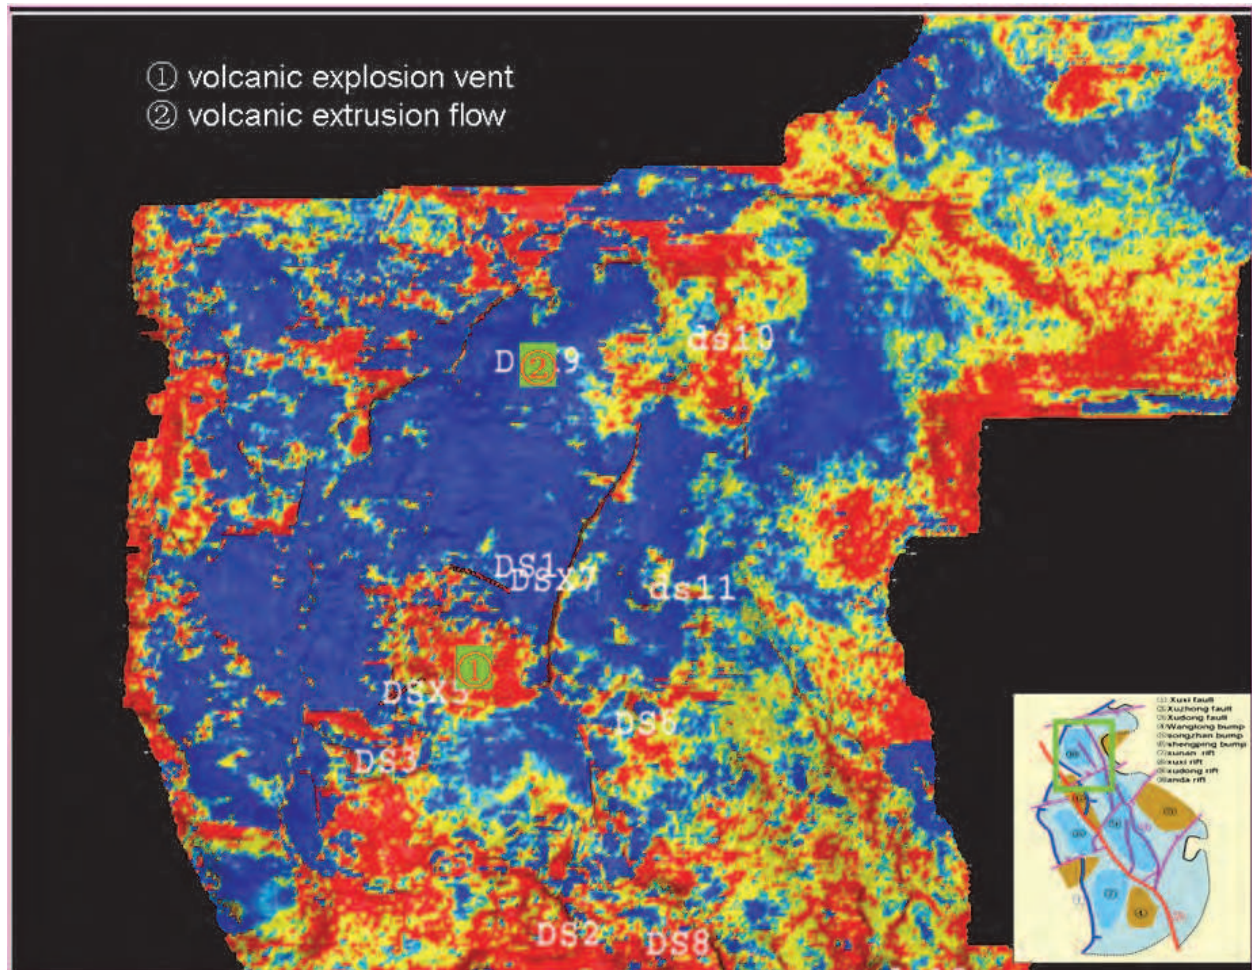 ① volcanic explosion vent
② volcanic extrusion flow
ds10
D ② 9
DS1
DSX7
ds11
①
DSX5
DS6
DS3
DS2
DS8
Xuxi fault
Xuzhong fault
Xudong fault
Wanglong bump
songzhan bump
shengping bump
xunan rift
xuxi rift
xudong rift
anda rift